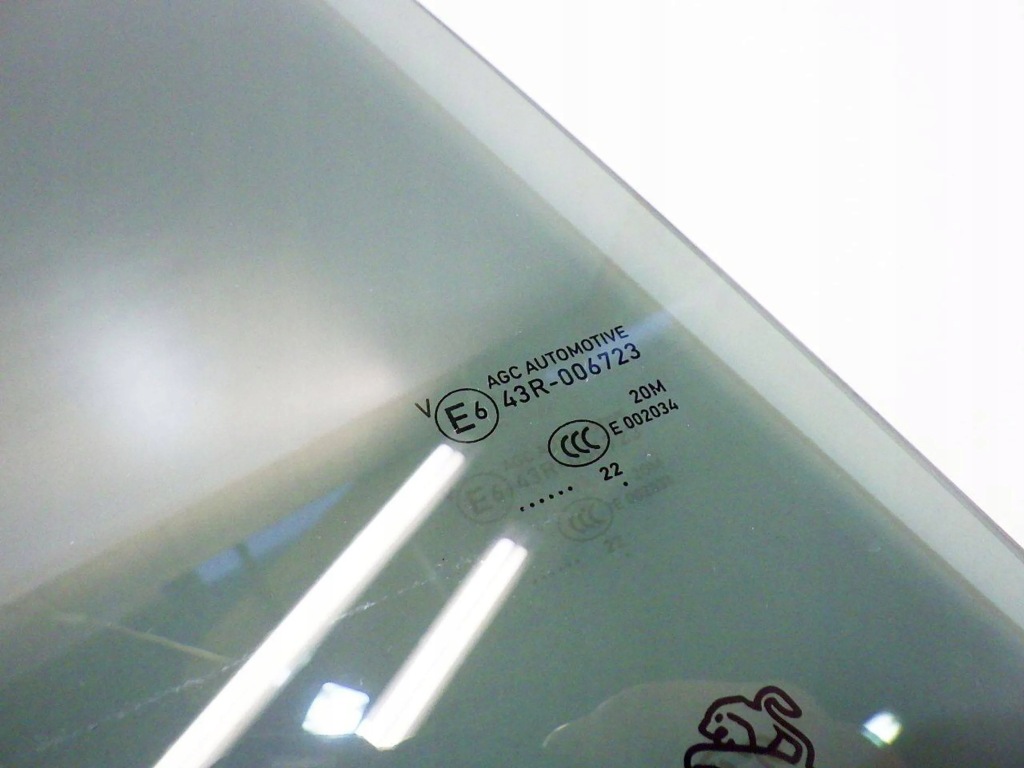 AGC AUTOMOTIVE
V E6 43R-006723
20M
CCC E 002034
...... 22
.